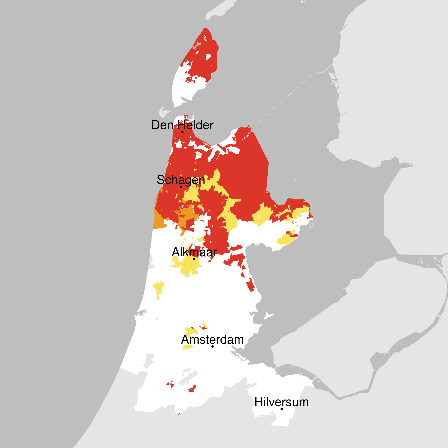 Den Helder
Schagen
Alkmaar
Amsterdam
Hilversum